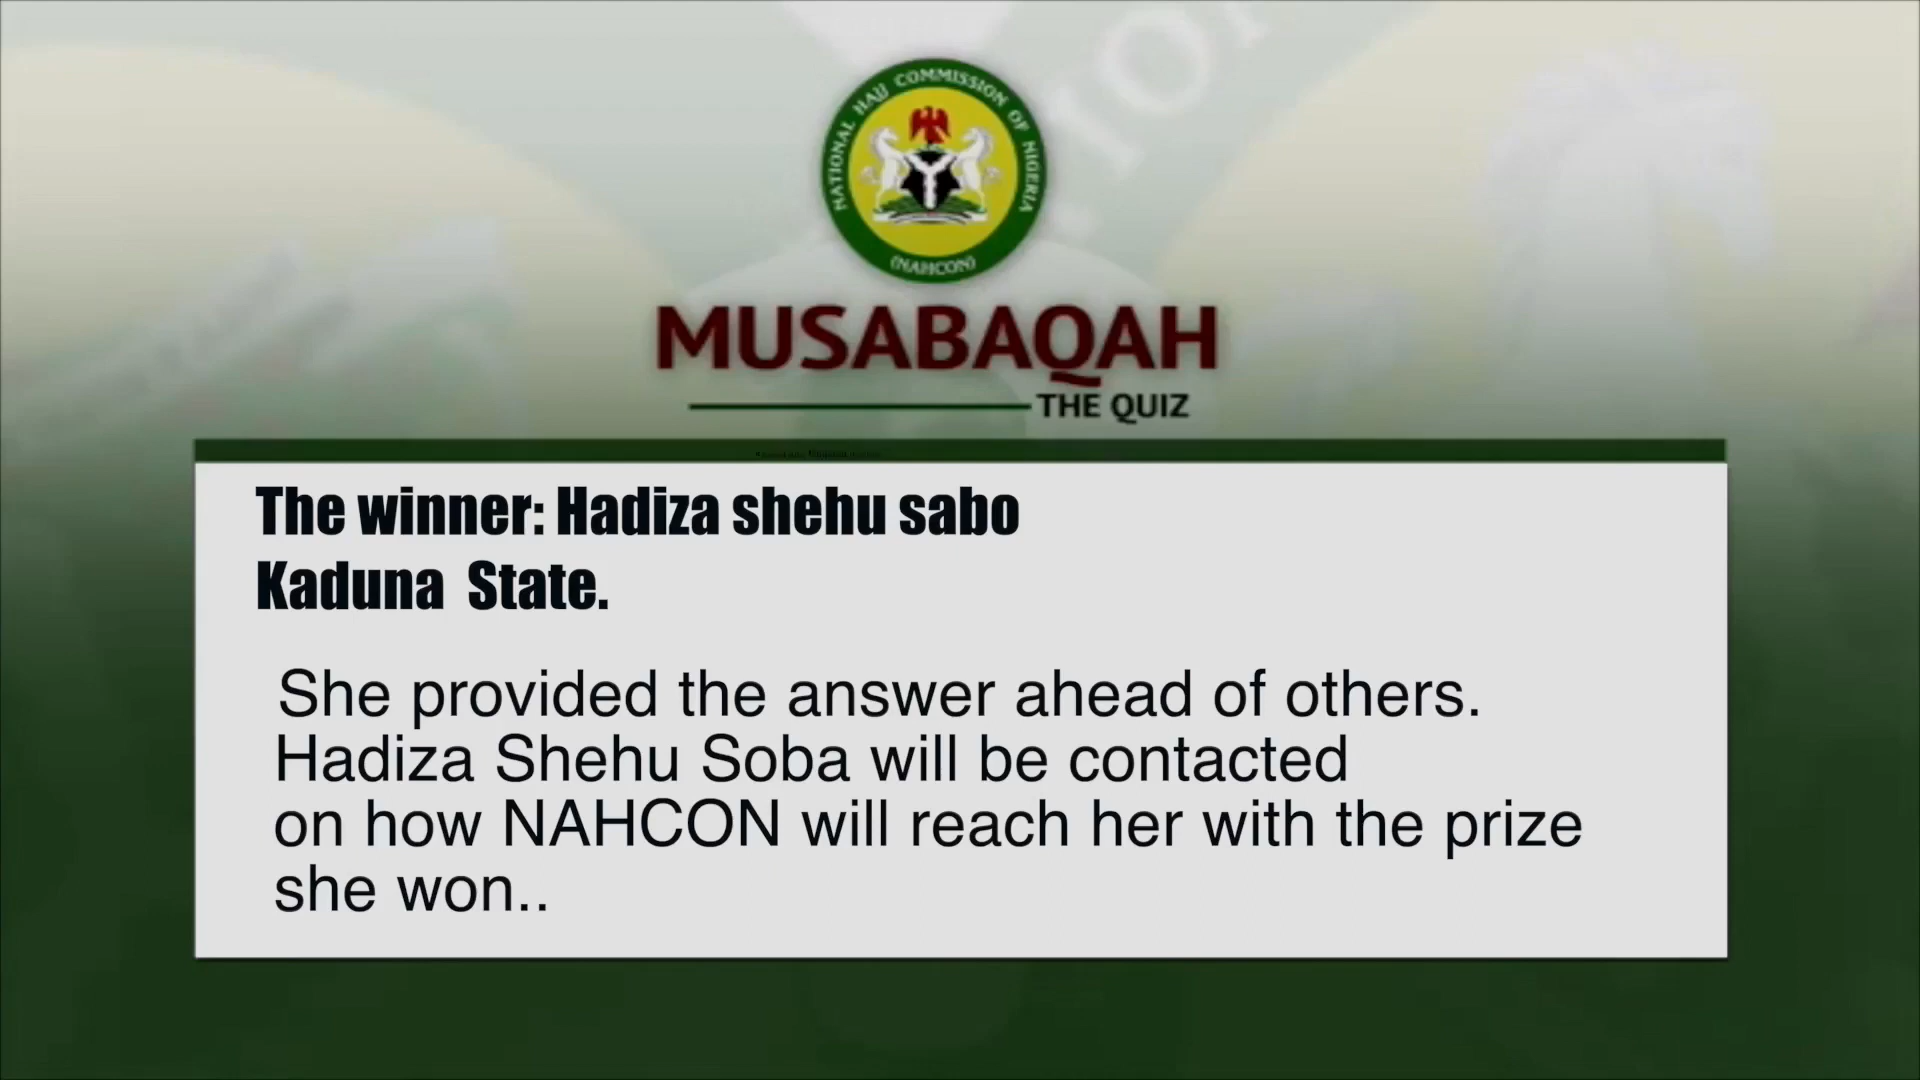 NATIONAL HAJJ COMMISSION OF NIGERIA
(NAHCON)
MUSABAQAH
THE QUIZ
The winner: Hadiza shehu sabo
Kaduna State.
She provided the answer ahead of others.
Hadiza Shehu Soba will be contacted
on how NAHCON will reach her with the prize
she won..